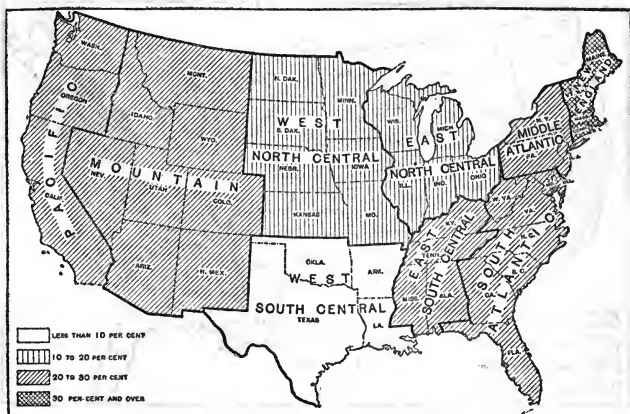 WASH.
MONT.
N. DAK.
MINN.
MAINE
OREGON
IDAHO
WYO.
S. DAK.
WIS.
MICH
N.Y.
MASS
NEW ENGLAND
WEST
NORTH CENTRAL
EAST
NORTH CENTRAL
MIDDLE
ATLANTIC
PA.
PACIFIC
MOUNTAIN
NEV.
UTAH
COLO.
CALIF.
NEBR.
IOWA
ILL.
IND.
OHIO
KANSAS
MO.
W. VA.
VA.
KY.
TENN.
N.C.
S.C.
ARIZ.
N. MEX.
OKLA.
ARK.
WEST
SOUTH CENTRAL
TEXAS
LA.
MISS.
ALA.
GA.
FLA.
EAST
SOUTH CENTRAL
SOUTH
ATLANTIC
LESS THAN 10 PER CENT
10 TO 20 PER CENT
20 TO 30 PER CENT
30 PER CENT AND OVER